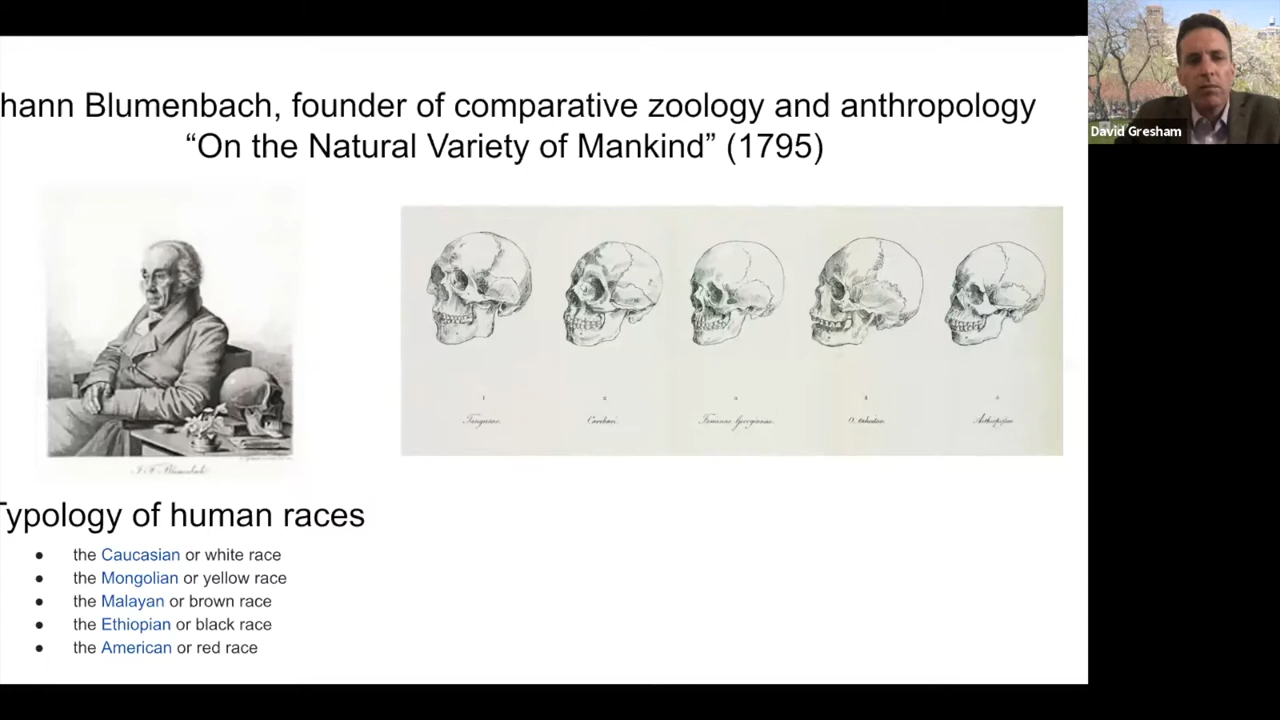 hann Blumenbach, founder of comparative zoology and anthropology
“On the Natural Variety of Mankind” (1795)
David Gresham
Typology of human races
● the Caucasian or white race
● the Mongolian or yellow race
● the Malayan or brown race
● the Ethiopian or black race
● the American or red race